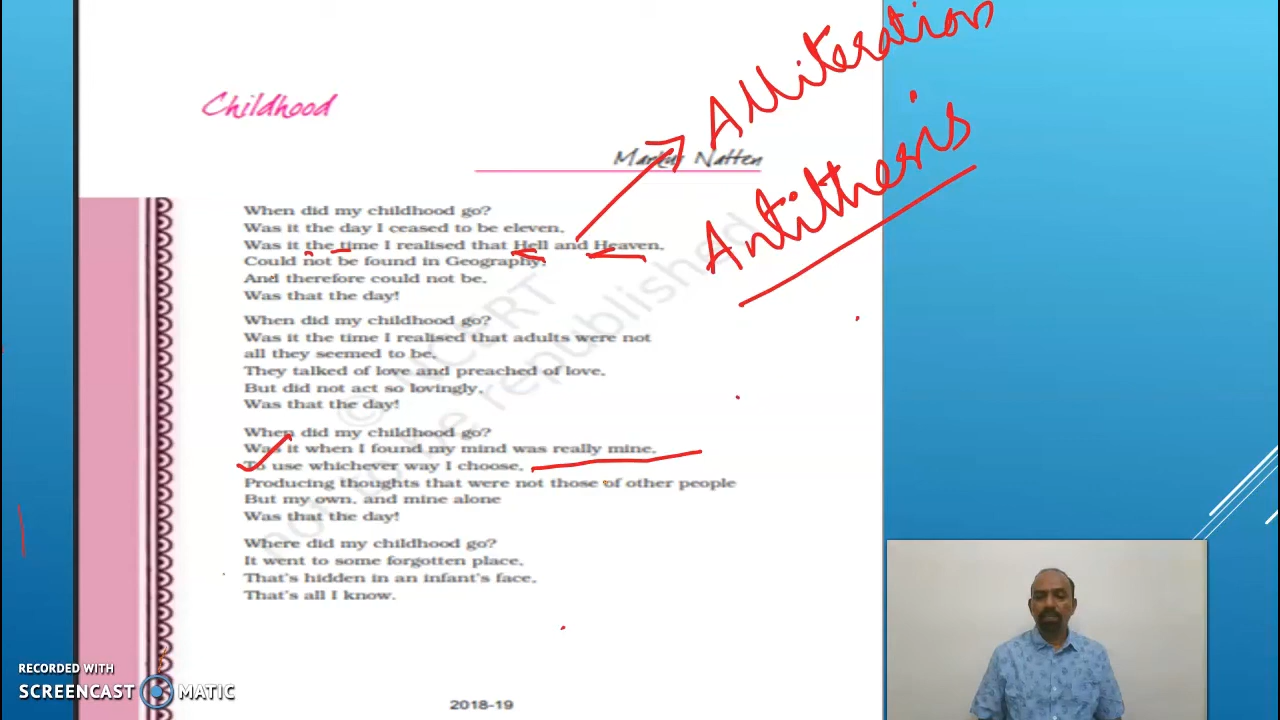 Alliteration
Childhood
Antithesis
Markus Natten
When did my childhood go?
Was it the day I ceased to be eleven,
Was it the time I realised that Hell and Heaven,
Could not be found in Geography,
And therefore could not be,
Was that the day!
When did my childhood go?
Was it the time I realised that adults were not
all they seemed to be,
They talked of love and preached of love,
But did not act so lovingly,
Was that the day!
When did my childhood go?
Was it when I found my mind was really mine,
To use whichever way I choose,
Producing thoughts that were not those of other people
But my own, and mine alone
Was that the day!
Where did my childhood go?
It went to some forgotten place,
That's hidden in an infant's face,
That's all I know.
© NCERT
not to be republished
2018-19
RECORDED WITH
SCREENCAST MATIC